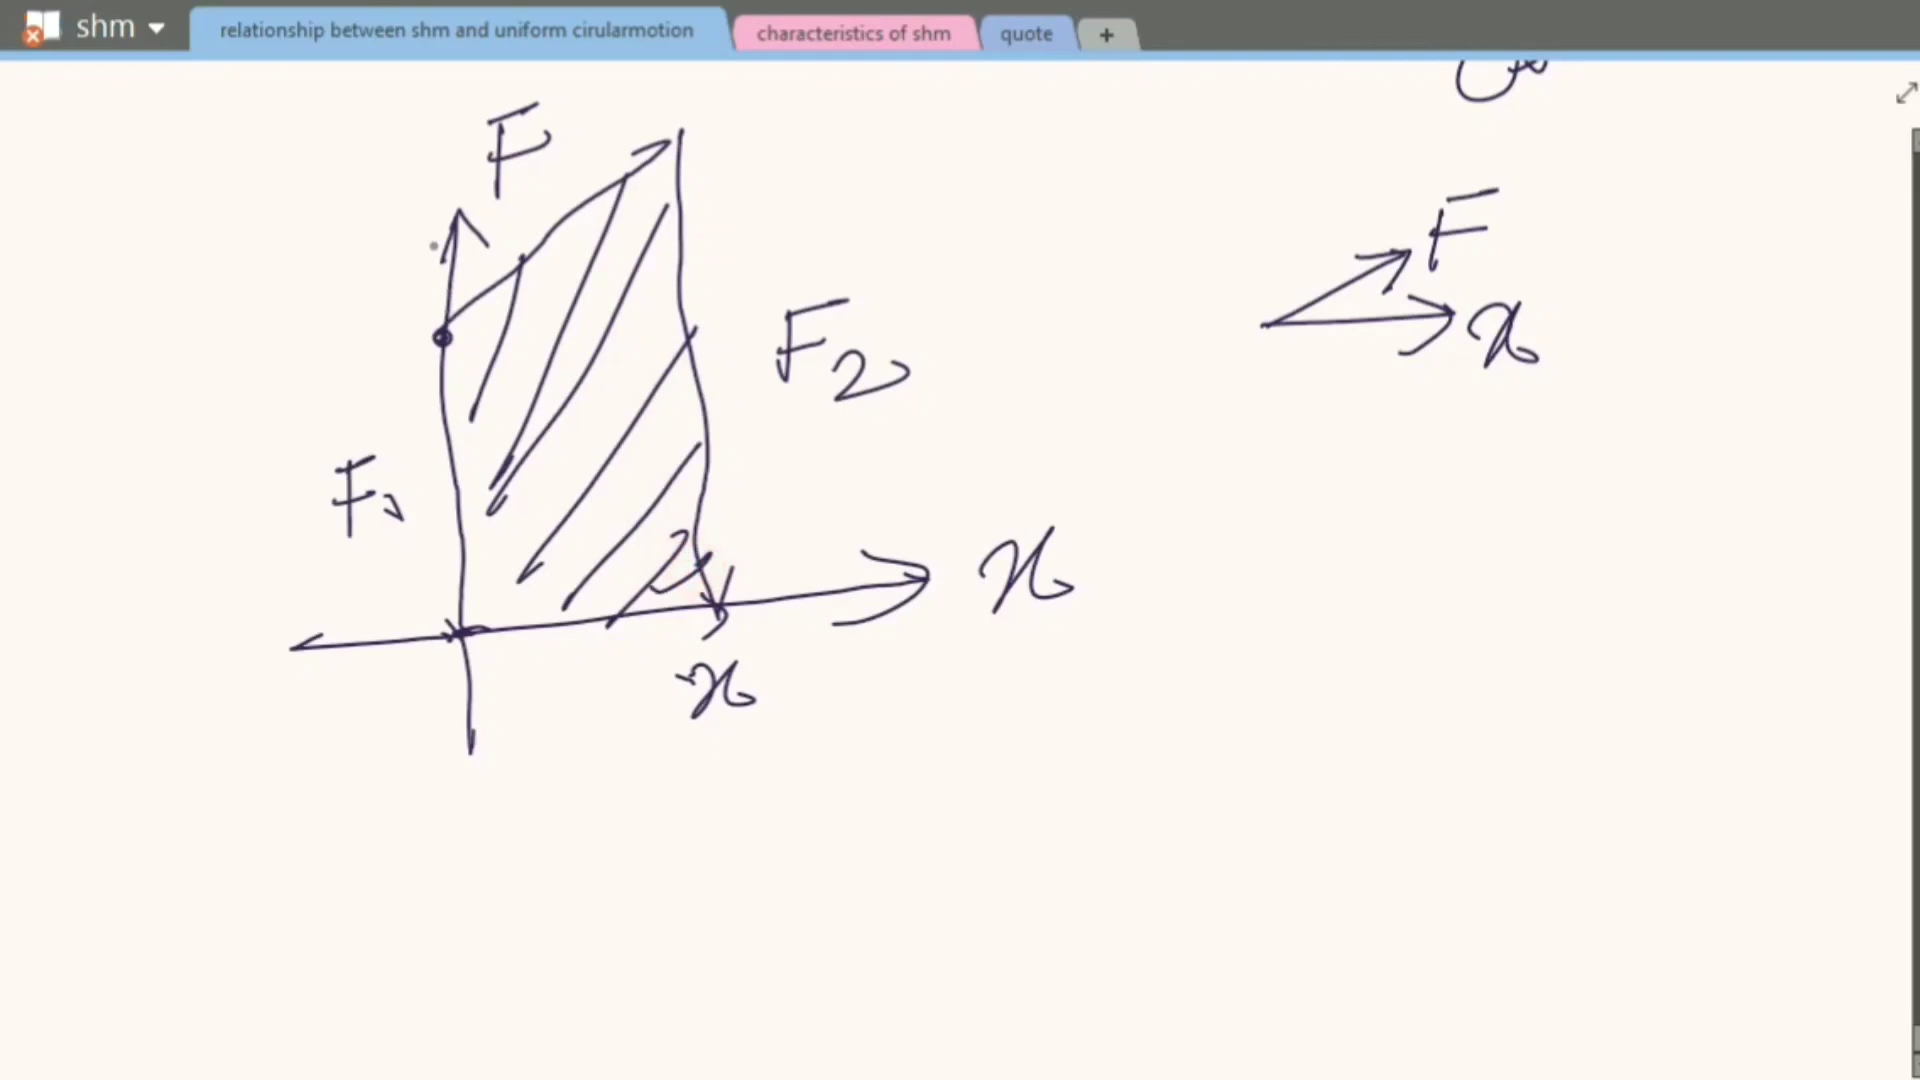 shm
relationship between shm and uniform cirularmotion
characteristics of shm
quote
+
F
F
x
F2
F1
x
x